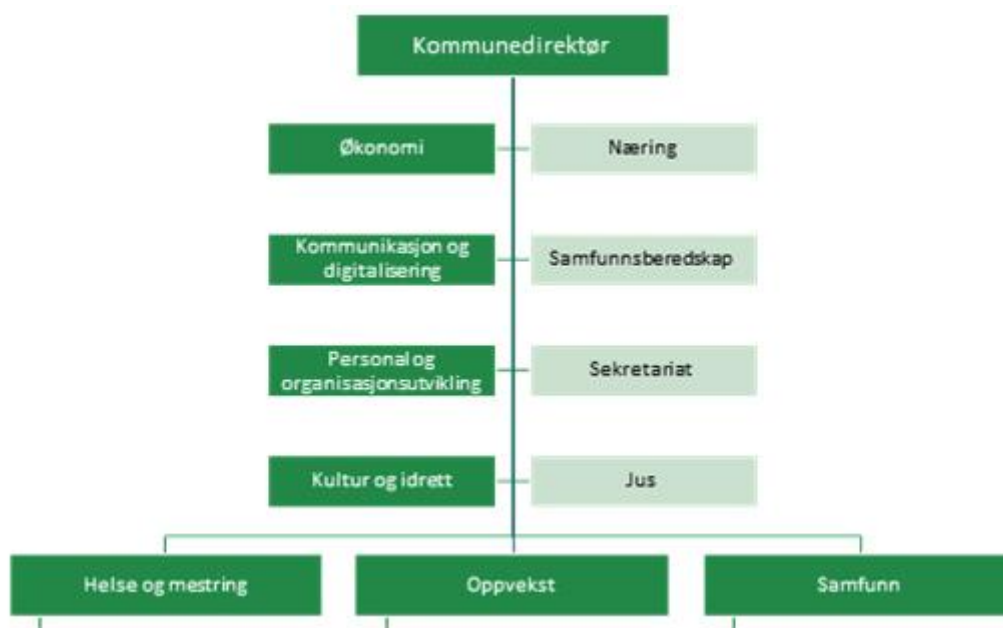 Kommunedirektør
Økonomi
Næring
Kommunikasjon og
digitalisering
Samfunnsberedskap
Personal og
organisasjonsutvikling
Sekretariat
Kultur og idrett
Jus
Helse og mestring
Oppvekst
Samfunn